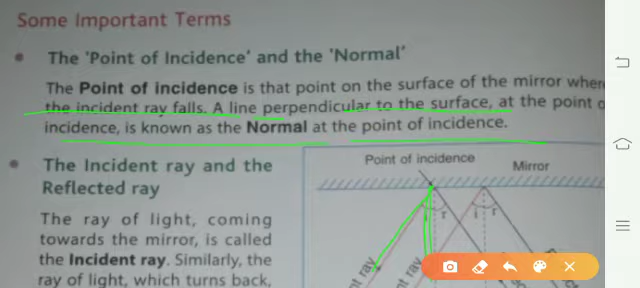 Some Important Terms
The 'Point of Incidence' and the 'Normal'
The Point of incidence is that point on the surface of the mirror where
the incident ray falls. A line perpendicular to the surface, at the point
incidence, is known as the Normal at the point of incidence.
The Incident ray and the
Reflected ray
The ray of light, coming
towards the mirror, is called
the Incident ray. Similarly, the
ray of light, which turns back,
Point of incidence
Mirror
i r i r
ray
ray